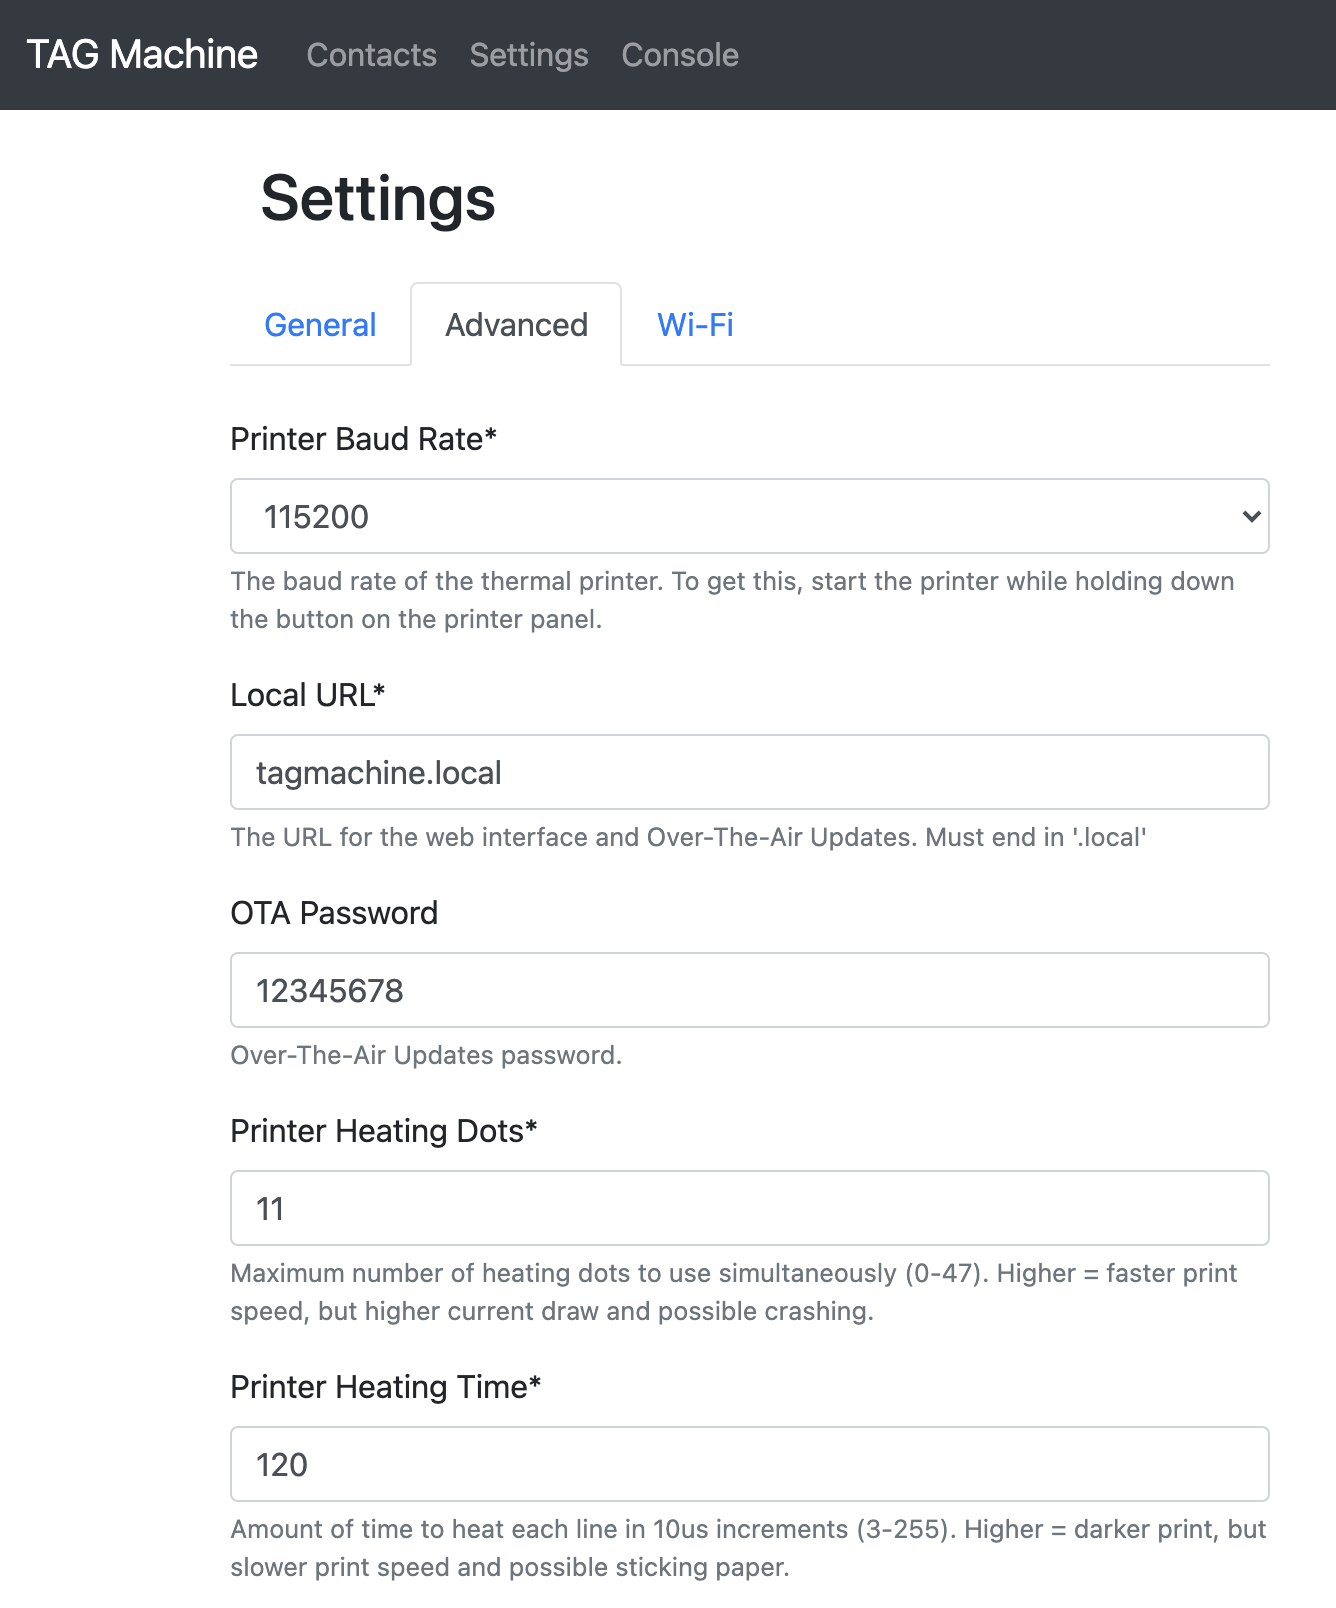 TAG Machine Contacts Settings Console
Settings
General Advanced Wi-Fi
Printer Baud Rate*
115200
The baud rate of the thermal printer. To get this, start the printer while holding down
the button on the printer panel.
Local URL*
tagmachine.local
The URL for the web interface and Over-The-Air Updates. Must end in '.local'
OTA Password
12345678
Over-The-Air Updates password.
Printer Heating Dots*
11
Maximum number of heating dots to use simultaneously (0-47). Higher = faster print
speed, but higher current draw and possible crashing.
Printer Heating Time*
120
Amount of time to heat each line in 10us increments (3-255). Higher = darker print, but
slower print speed and possible sticking paper.